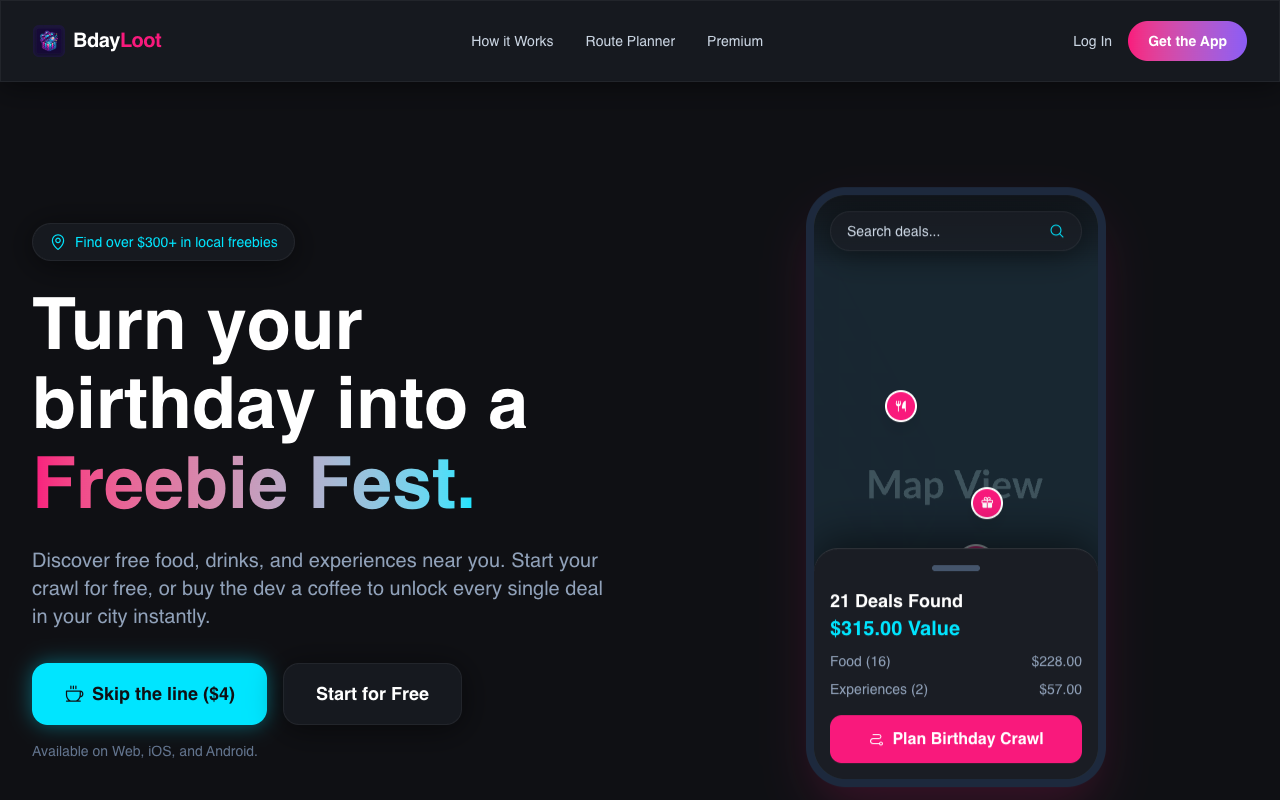 BdayLoot
How it Works
Route Planner
Premium
Log In
Get the App
Find over $300+ in local freebies
Turn your
birthday into a
Freebie Fest.
Discover free food, drinks, and experiences near you. Start your
crawl for free, or buy the dev a coffee to unlock every single deal
in your city instantly.
Skip the line ($4)
Start for Free
Available on Web, iOS, and Android.
Search deals...
Map View
21 Deals Found
$315.00 Value
Food (16) $228.00
Experiences (2) $57.00
Plan Birthday Crawl